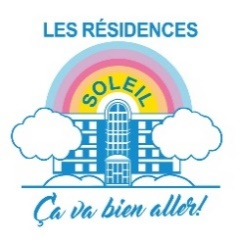 LES RÉSIDENCES
SOLEIL
Ça va bien aller!